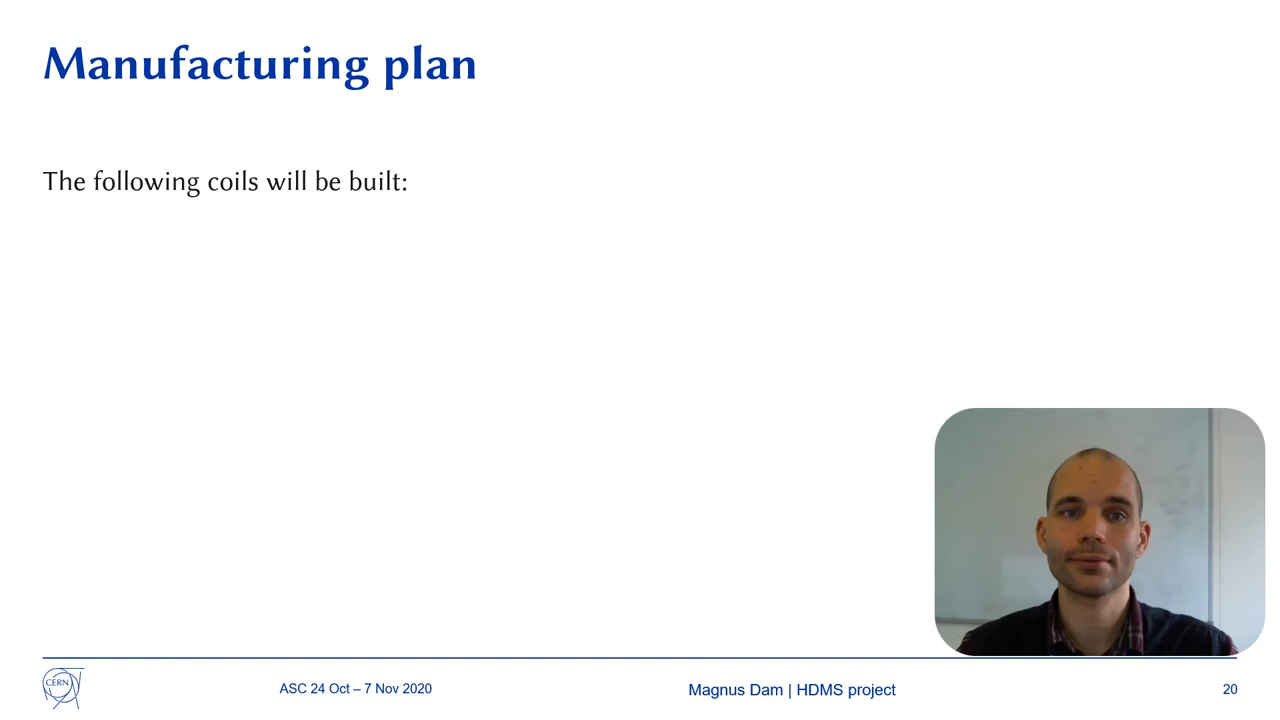 Manufacturing plan
The following coils will be built:
CERN
ASC 24 Oct – 7 Nov 2020
Magnus Dam | HDMS project
20